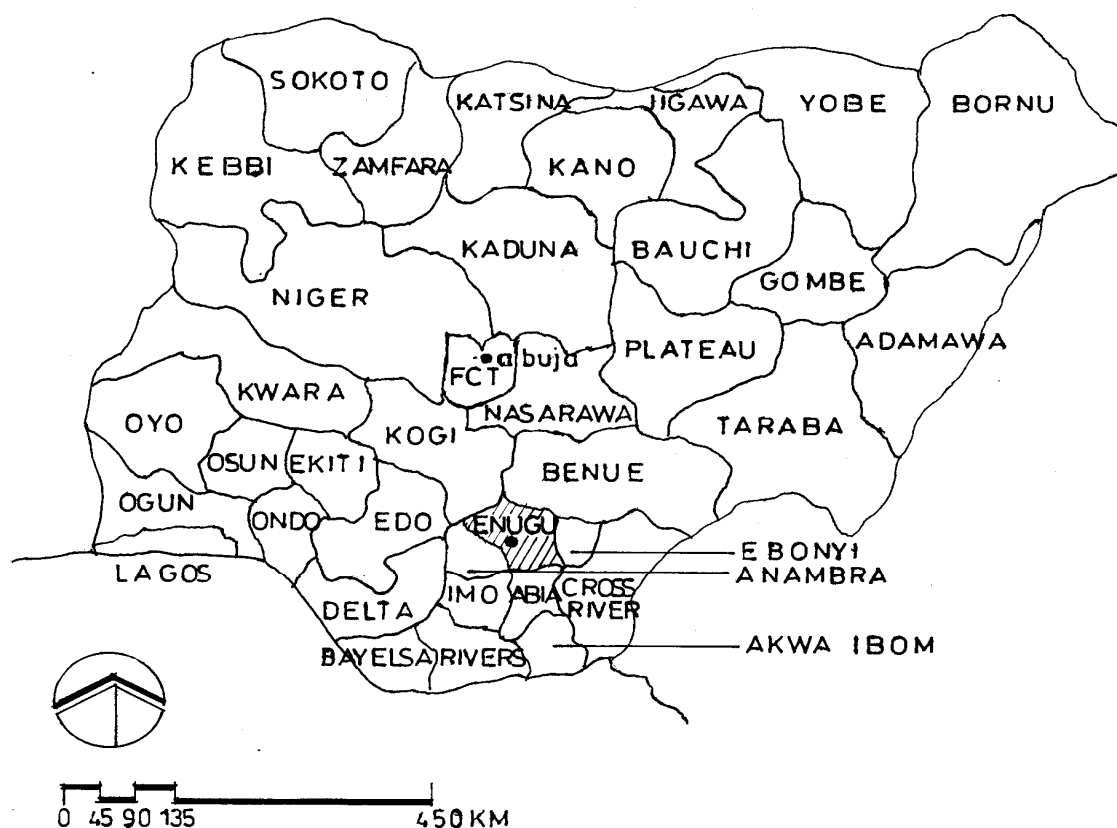 SOKOTO
KATSINA
JIGAWA
YOBE
BORNU
KEBBI
ZAMFARA
KANO
KADUNA
BAUCHI
GOMBE
NIGER
abuja
FCT
PLATEAU
ADAMAWA
KWARA
NASARAWA
OYO
KOGI
TARABA
OSUN
EKITI
BENUE
OGUN
ONDO
EDO
ENUGU
EBONYI
LAGOS
ANAMBRA
IMO
ABIA
CROSS
RIVER
DELTA
BAYELSA
RIVERS
AKWA IBOM
0 45 90 135 450 KM